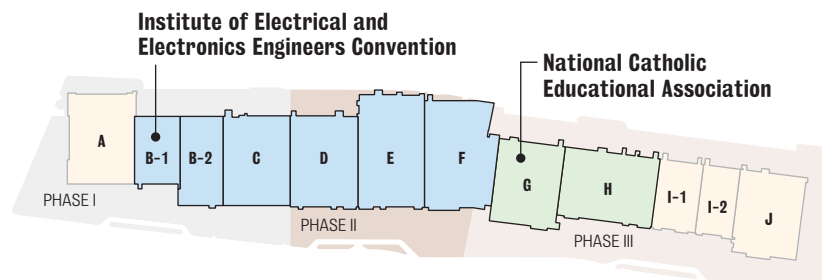 Institute of Electrical and
Electronics Engineers Convention
National Catholic
Educational Association
A
B-1
B-2
C
D
E
F
G
H
I-1
I-2
J
PHASE I
PHASE II
PHASE III